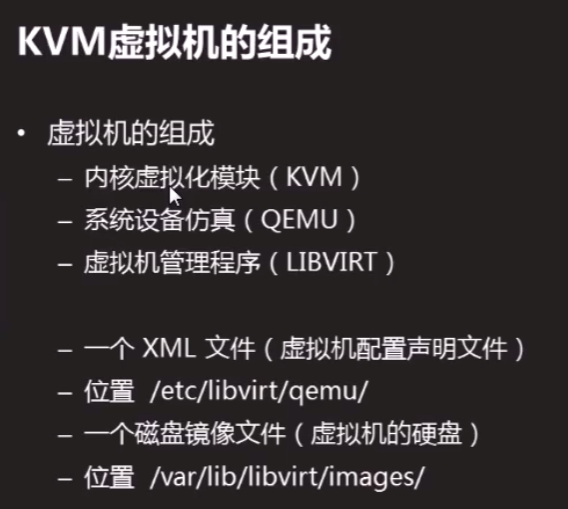 KVM虚拟机的组成
• 虚拟机的组成
– 内核虚拟化模块（KVM）
– 系统设备仿真（QEMU）
– 虚拟机管理程序（LIBVIRT）
– 一个 XML 文件（虚拟机配置声明文件）
– 位置 /etc/libvirt/qemu/
– 一个磁盘镜像文件（虚拟机的硬盘）
– 位置 /var/lib/libvirt/images/